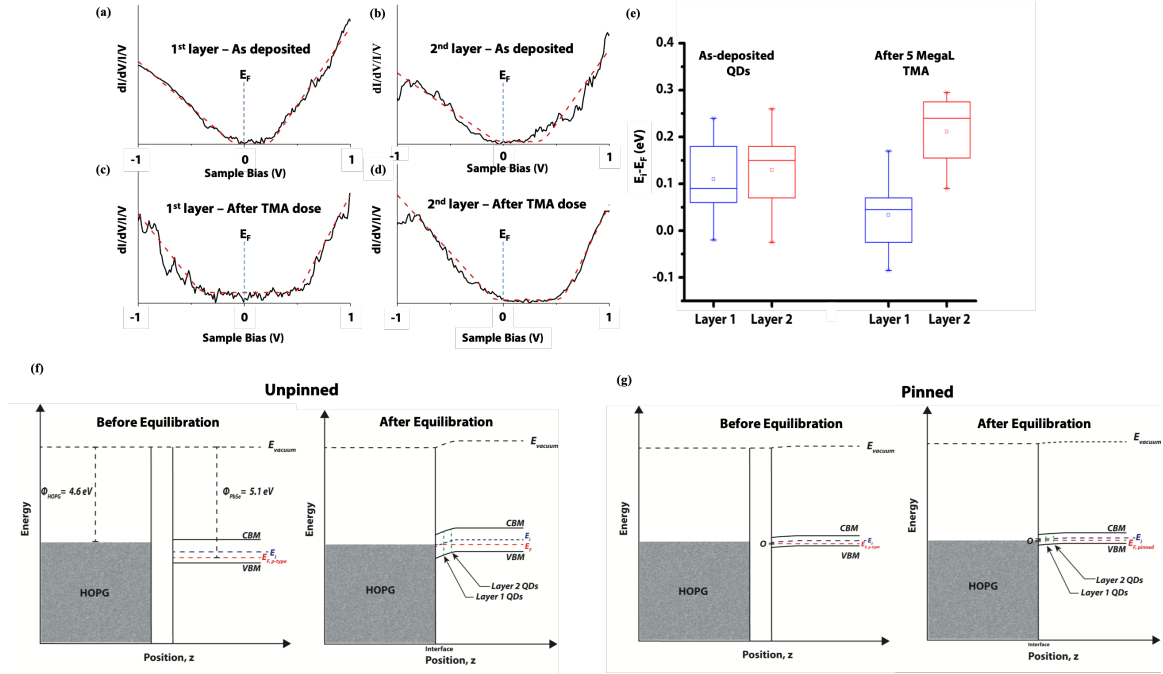 (a)
1st layer – As deposited
EF
dI/dV/I/V
-1
0
1
Sample Bias (V)
(b)
2nd layer – As deposited
EF
dI/dV/I/V
-1
0
1
Sample Bias (V)
(c)
1st layer – After TMA dose
EF
dI/dV/I/V
-1
0
1
Sample Bias (V)
(d)
2nd layer – After TMA dose
EF
dI/dV/I/V
-1
0
1
Sample Bias (V)
(e)
As-deposited
QDs
After 5 MegaL
TMA
Ei-EF (eV)
0.4
0.3
0.2
0.1
0.0
-0.1
Layer 1
Layer 2
Layer 1
Layer 2
(f)
Unpinned
Before Equilibration
Evacuum
ΦHOPG= 4.6 eV
ΦPbSe= 5.1 eV
CBM
Ei
EF, p-type
VBM
HOPG
Energy
Position, z
After Equilibration
Evacuum
CBM
Ei
EF
VBM
Layer 2 QDs
Layer 1 QDs
HOPG
Energy
Interface
Position, z
(g)
Pinned
Before Equilibration
Evacuum
CBM
O
Ei
EF, p-type
VBM
HOPG
Energy
Position, z
After Equilibration
Evacuum
CBM
O
Ei
EF, pinned
VBM
Layer 2 QDs
Layer 1 QDs
HOPG
Energy
Interface
Position, z